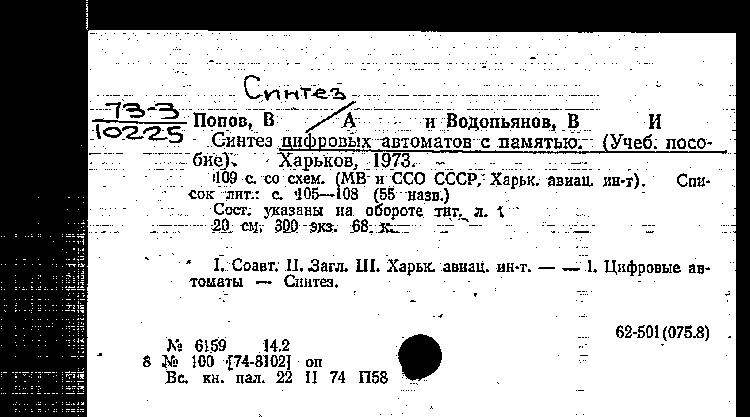 Синтез
73-3
10225
Попов, В А и Водопьянов, В И
Синтез цифровых автоматов с памятью. (Учеб. посо-
бие). Харьков, 1973.
109 с. со схем. (МВ и ССО СССР, Харьк. авиац. ин-т). Спи-
сок лит.: с. 105—108 (55 назв.)
Сост. указаны на обороте тит. л.
20 см. 300 экз. 68 к.
I. Соавт. II. Загл. III. Харьк. авиац. ин-т. — — 1. Цифровые ав-
томаты — Синтез.
62-501(075.8)
№ 6159 14.2
8 № 100 [74-8102] оп
Вс. кн. пал. 22 II 74 П58